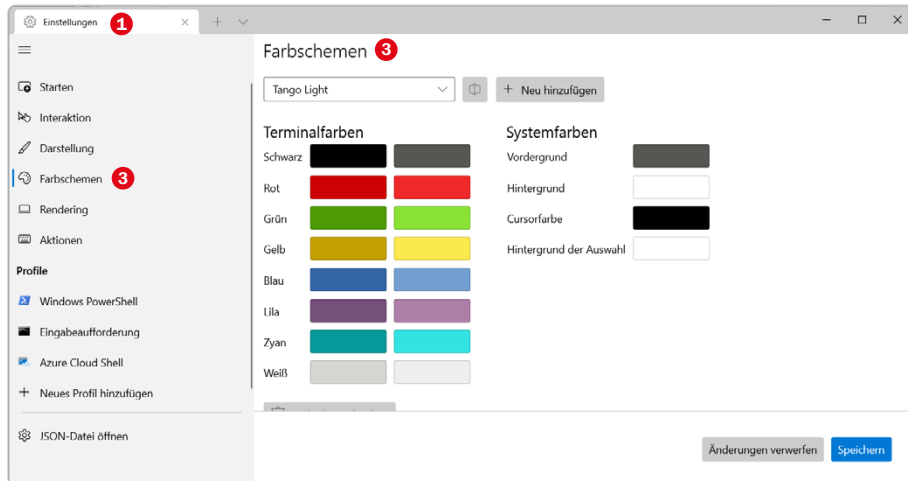 Einstellungen 1
Starten
Interaktion
Darstellung
Farbschemen 3
Rendering
Aktionen
Profile
Windows PowerShell
Eingabeaufforderung
Azure Cloud Shell
Neues Profil hinzufügen
JSON-Datei öffnen
Farbschemen 3
Tango Light
Neu hinzufügen
Terminalfarben
Schwarz
Rot
Grün
Gelb
Blau
Lila
Zyan
Weiß
Systemfarben
Vordergrund
Hintergrund
Cursorfarbe
Hintergrund der Auswahl
Änderungen verwerfen
Speichern